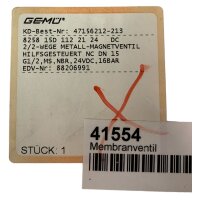 GEMÜ®
KD-Best-Nr: 47156212-213
8258 15D 112 21 24 DC
2/2-WEGE METALL-MAGNETVENTIL
HILFSGESTEUERT NC DN 15
G1/2,MS,NBR,24VDC,16BAR
EDV-Nr: 88206991
STÜCK: 1
41554
Membranventil